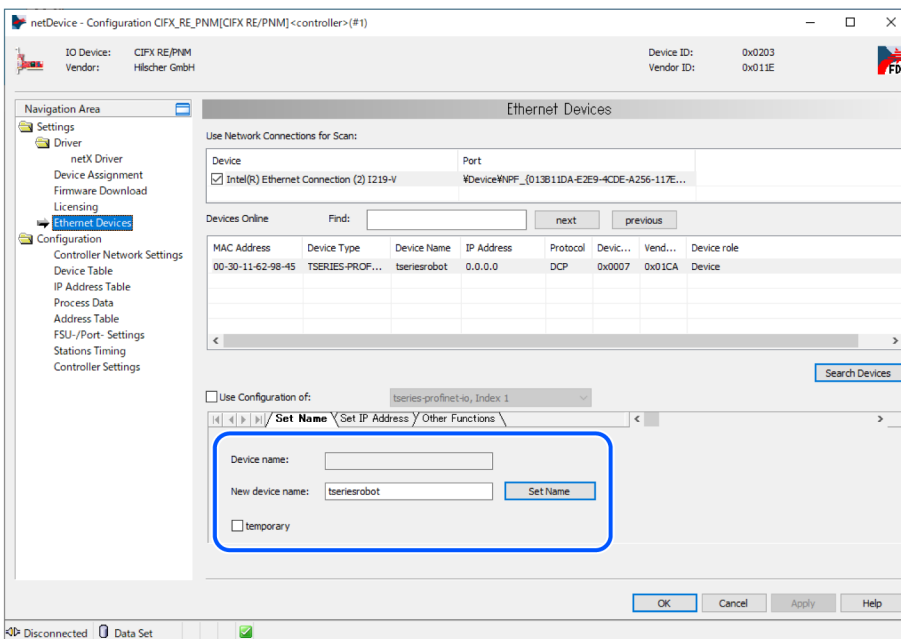 netDevice - Configuration CIFX_RE_PNM[CIFX RE/PNM]<controller>(#1)
IO Device: CIFX RE/PNM Device ID: 0x0203
Vendor: Hilscher GmbH Vendor ID: 0x011E
FD
Navigation Area
Settings
Driver
netX Driver
Device Assignment
Firmware Download
Licensing
Ethernet Devices
Configuration
Controller Network Settings
Device Table
IP Address Table
Process Data
Address Table
FSU-/Port- Settings
Stations Timing
Controller Settings
Ethernet Devices
Use Network Connections for Scan:
Device Port
Intel(R) Ethernet Connection (2) I219-V ¥Device¥NPF_{013B11DA-E2E9-4CDE-A256-117E...
Devices Online Find: next previous
MAC Address Device Type Device Name IP Address Protocol Devic... Vend... Device role
00-30-11-62-98-45 TSERIES-PROF... tseriesrobot 0.0.0.0 DCP 0x0007 0x01CA Device
Search Devices
Use Configuration of: tseries-profinet-io, Index 1
Set Name Set IP Address Other Functions
Device name:
New device name: tseriesrobot Set Name
temporary
OK Cancel Apply Help
Disconnected Data Set